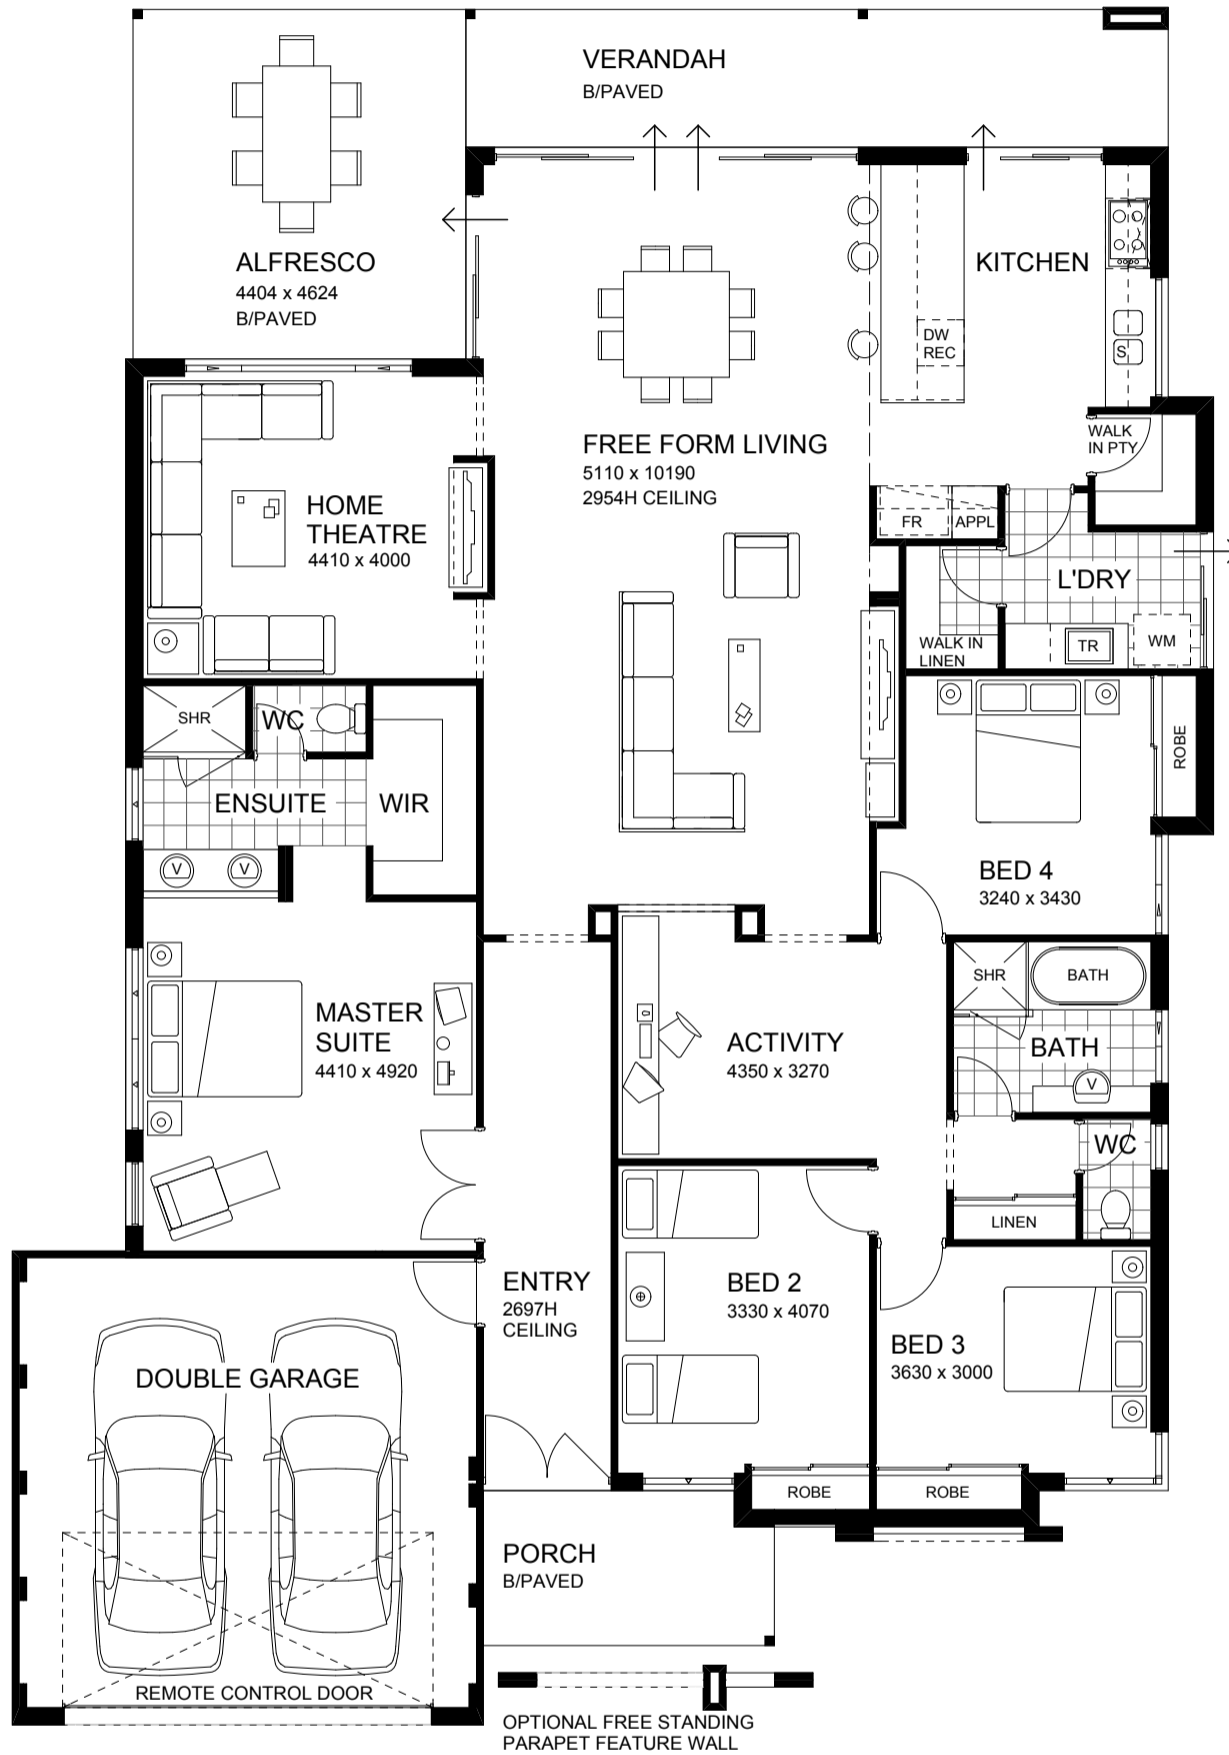 VERANDAH
B/PAVED
ALFRESCO
4404 x 4624
B/PAVED
KITCHEN
DW
REC
S
WALK
IN PTY
FREE FORM LIVING
5110 x 10190
2954H CEILING
HOME
THEATRE
4410 x 4000
FR
APPL
L'DRY
WALK IN
LINEN
TR
WM
SHR
WC
ENSUITE
WIR
V
V
ROBE
BED 4
3240 x 3430
MASTER
SUITE
4410 x 4920
ACTIVITY
4350 x 3270
SHR
BATH
BATH
V
WC
LINEN
ENTRY
2697H
CEILING
BED 2
3330 x 4070
BED 3
3630 x 3000
DOUBLE GARAGE
ROBE
ROBE
PORCH
B/PAVED
REMOTE CONTROL DOOR
OPTIONAL FREE STANDING
PARAPET FEATURE WALL